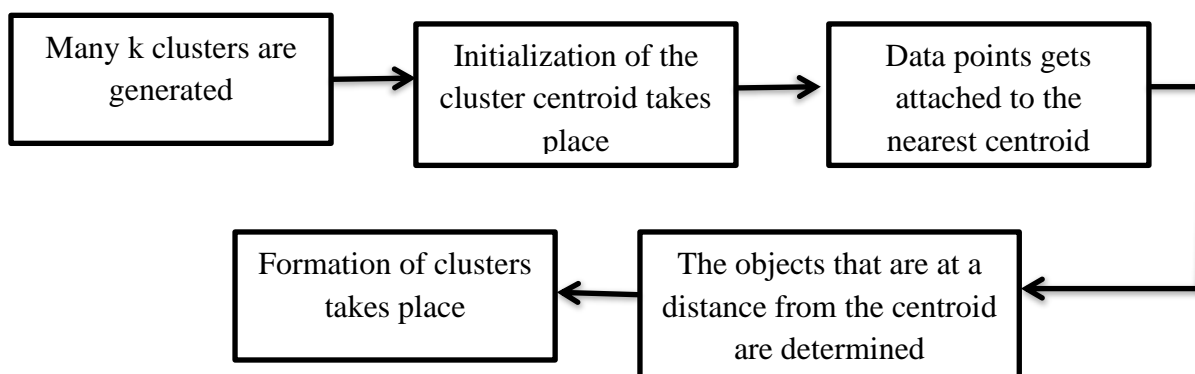 Many k clusters are
generated
Initialization of the
cluster centroid takes
place
Data points gets
attached to the
nearest centroid
Formation of clusters
takes place
The objects that are at a
distance from the centroid
are determined